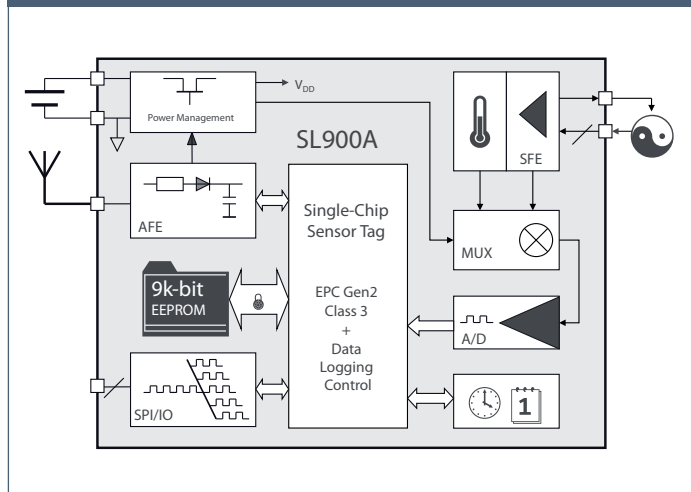 V_DD
Power Management
SL900A
SFE
AFE
Single-Chip
Sensor Tag
MUX
9k-bit
EEPROM
EPC Gen2
Class 3
+
Data
Logging
Control
A/D
SPI/IO
1